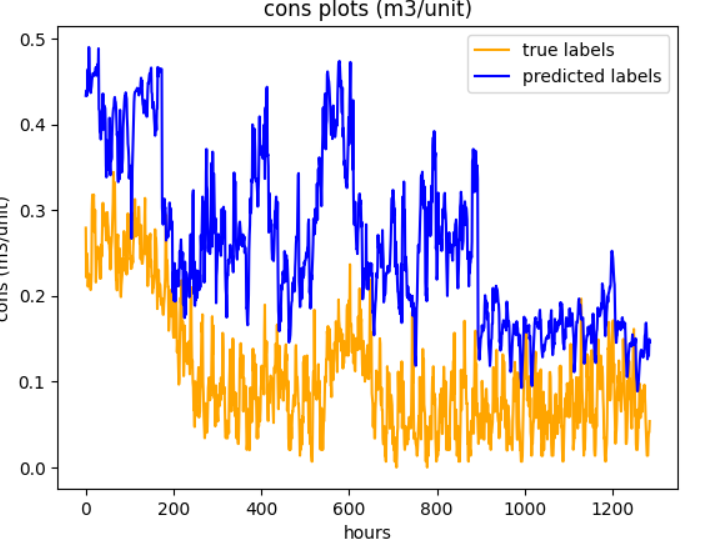 cons plots (m3/unit)
true labels
predicted labels
cons (m3/unit)
0.5
0.4
0.3
0.2
0.1
0.0
0 200 400 600 800 1000 1200
hours